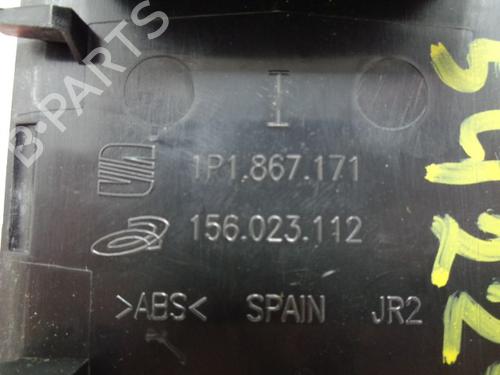 I
1P1.867.171
156.023.112
>ABS< SPAIN JR2
B-PARTS